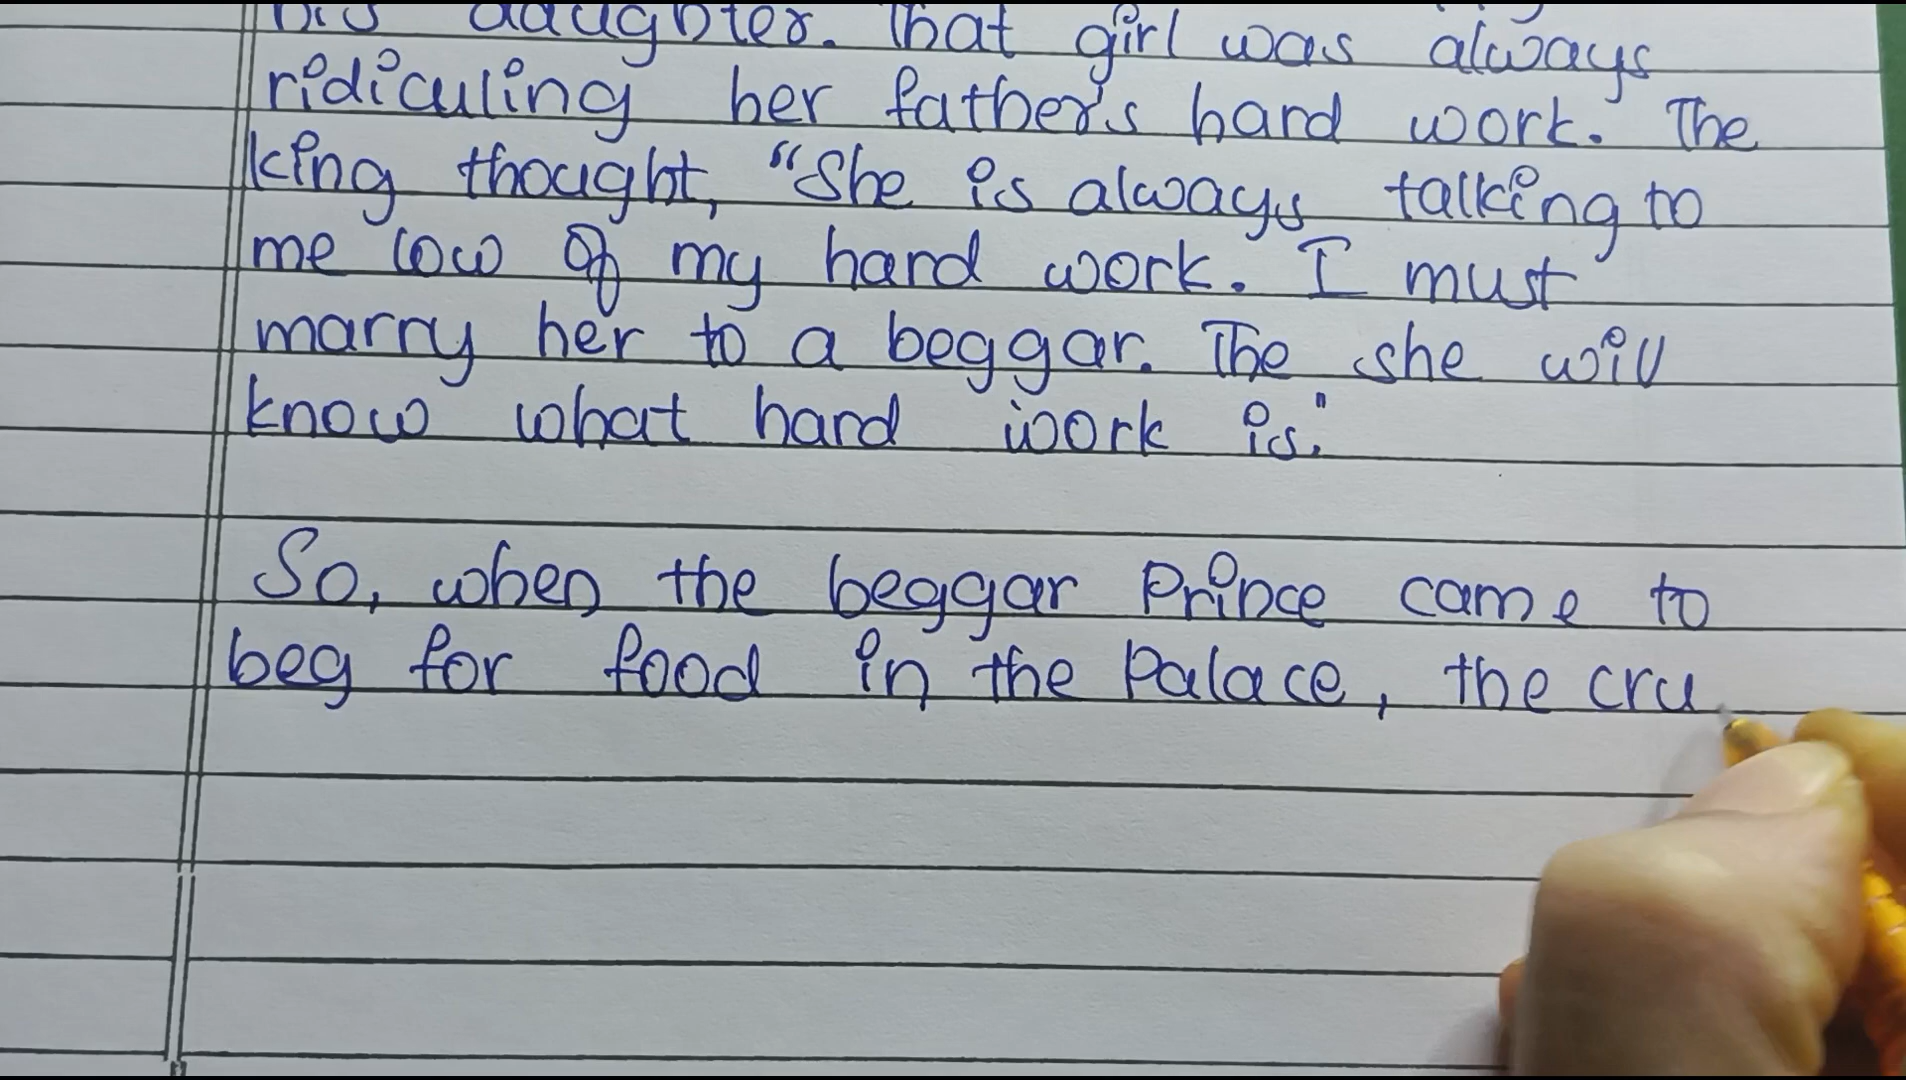 his daughter. That girl was always
ridiculing her father's hard work. The
king thought, "She is always talking to
me low of my hard work. I must
marry her to a beggar. The she will
know what hard work is."
So, when the beggar Prince came to
beg for food in the Palace, the cru